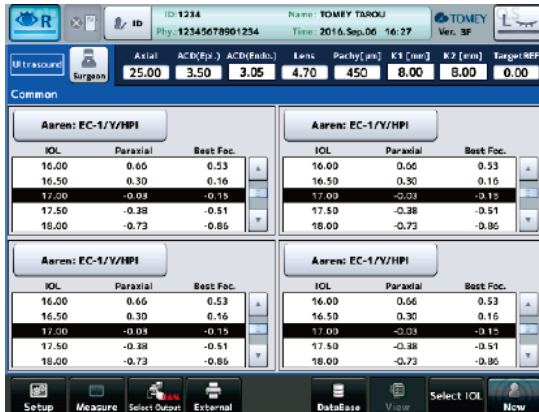 R ID ID:1234 Name: TOMEY TAROU TOMEY L
Phy.:12345678901234 Time: 2016.Sep.06 16:27 Ver. 3F
Ultrasound Surgeon Axial ACD(Epi.) ACD(Endo.) Lens Pachy[μm] K1 [mm] K2 [mm] TargetREF
25.00 3.50 3.05 4.70 450 8.00 8.00 0.00
Common
Aaren: EC-1/Y/HPI Aaren: EC-1/Y/HPI
IOL Paraxial Best Foc. IOL Paraxial Best Foc.
16.00 0.66 0.53 16.00 0.66 0.53
16.50 0.30 0.16 16.50 0.30 0.16
17.00 -0.03 -0.15 17.00 -0.03 -0.15
17.50 -0.38 -0.51 17.50 -0.38 -0.51
18.00 -0.73 -0.86 18.00 -0.73 -0.86
Aaren: EC-1/Y/HPI Aaren: EC-1/Y/HPI
IOL Paraxial Best Foc. IOL Paraxial Best Foc.
16.00 0.66 0.53 16.00 0.66 0.53
16.50 0.30 0.16 16.50 0.30 0.16
17.00 -0.03 -0.15 17.00 -0.03 -0.15
17.50 -0.38 -0.51 17.50 -0.38 -0.51
18.00 -0.73 -0.86 18.00 -0.73 -0.86
Setup Measure Select Output External DataBase View Select IOL New